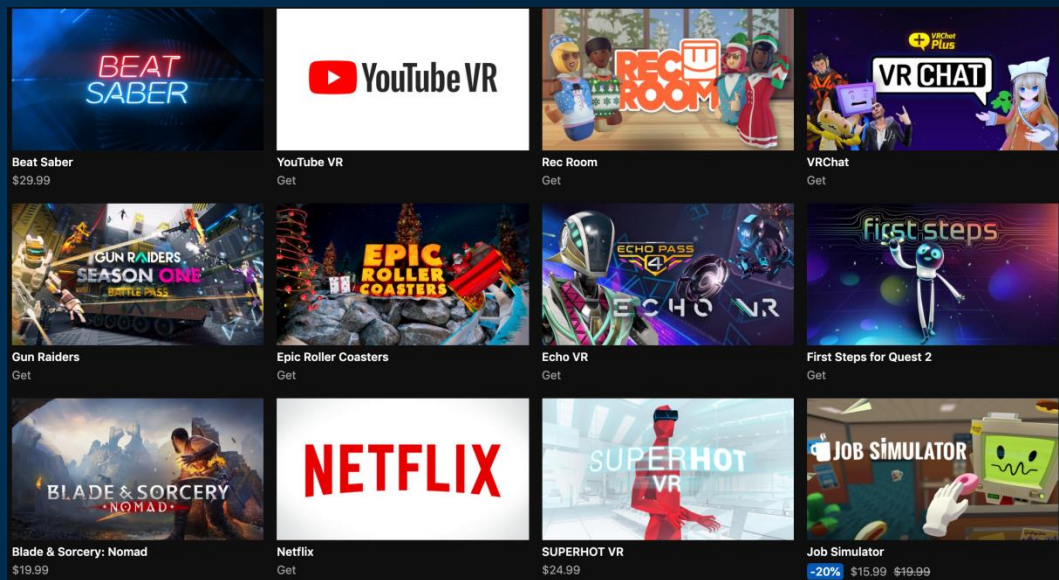 BEAT
SABER
YouTube VR
REC
ROOM
VRChat
Plus
VR CHAT
Beat Saber
YouTube VR
Rec Room
VRChat
$29.99
Get
Get
Get
GUN RAIDERS
SEASON ONE
BATTLE PASS
EPIC
ROLLER
COASTERS
ECHO PASS
4
ECHO VR
first steps
Gun Raiders
Epic Roller Coasters
Echo VR
First Steps for Quest 2
Get
Get
Get
Get
BLADE & SORCERY
•NOMAD•
NETFLIX
SUPERHOT
VR
JOB SIMULATOR
Blade & Sorcery: Nomad
Netflix
SUPERHOT VR
Job Simulator
$19.99
Get
$24.99
-20% $15.99 $19.99